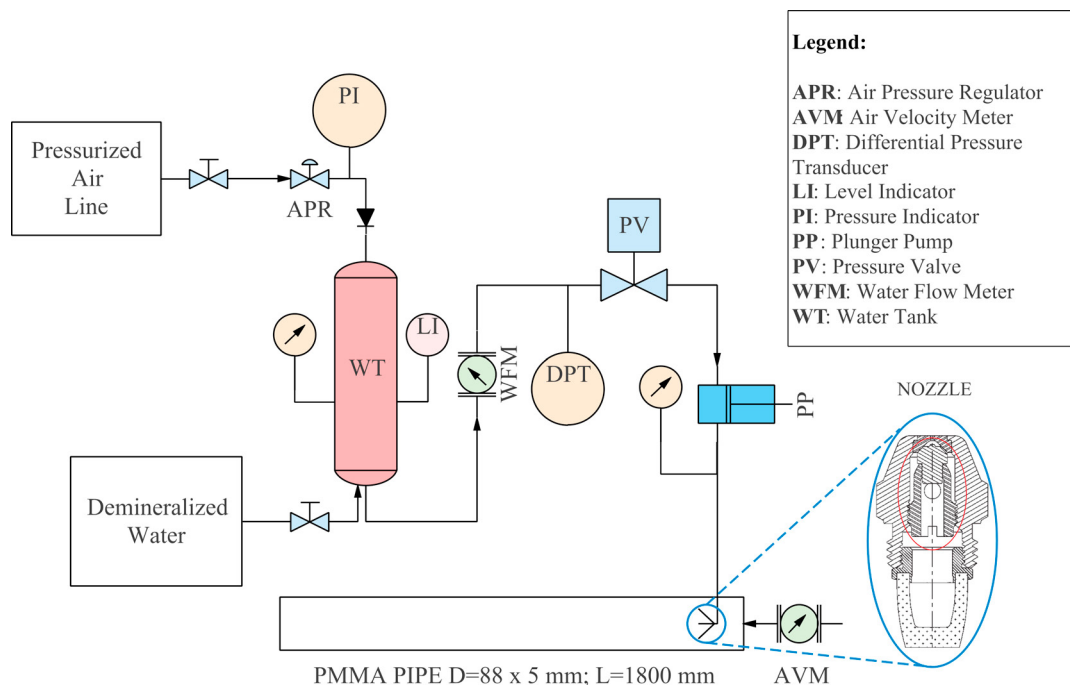 Pressurized
Air
Line
PI
APR
WT
LI
WFM
DPT
PV
PP
Demineralized
Water
PMMA PIPE D=88 x 5 mm; L=1800 mm
AVM
NOZZLE
Legend:
APR: Air Pressure Regulator
AVM: Air Velocity Meter
DPT: Differential Pressure
Transducer
LI: Level Indicator
PI: Pressure Indicator
PP: Plunger Pump
PV: Pressure Valve
WFM: Water Flow Meter
WT: Water Tank